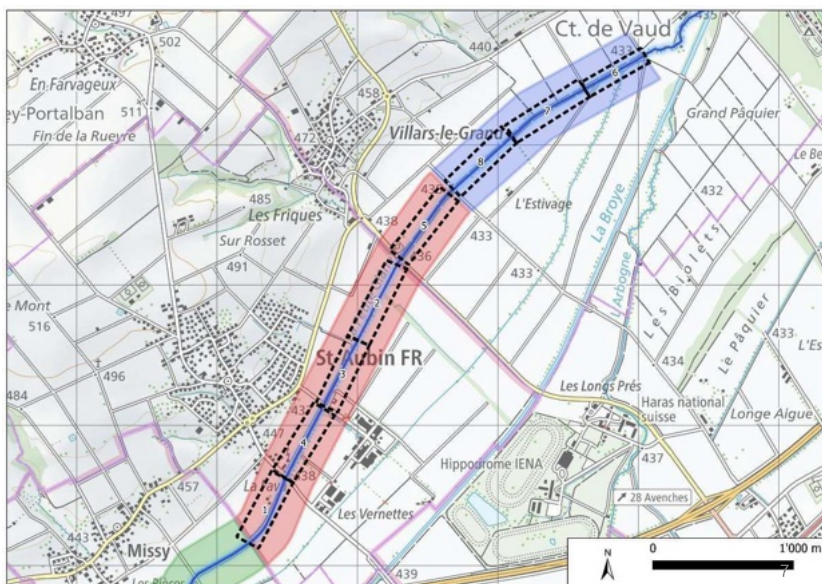 497
502
440
Ct. de Vaud
435
433
En Farvageux
458
6
ey-Portalban
511
7
Grand Pâquier
Fin de la Rueyre
472
Villars-le-Grand
8
Le Be
485
432
Les Friques
L'Estivage
La Broye
438
5
433
Sur Rosset
436
491
433
L'Arbogne
Les Biolets
e Mont
2
516
Le Pâquier
433
St-Aubin FR
L'Es
3
434
496
Les Longs Prés
484
Haras national
suisse
Longe Aigue
447
4
437
Hippodrome IENA
457
438
28 Avenches
1
Les Vernettes
443
Missy
439
N
0
1'000 m
7